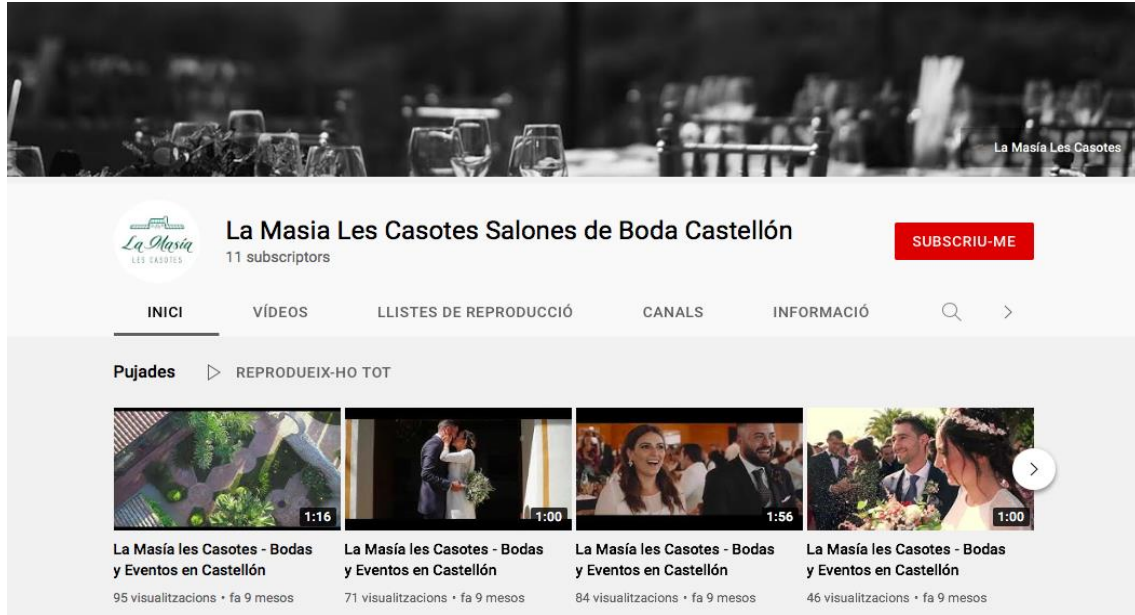 La Masía Les Casotes
La Masía
LES CASOTES
La Masia Les Casotes Salones de Boda Castellón
11 subscriptors
SUBSCRIU-ME
INICI
VÍDEOS
LLISTES DE REPRODUCCIÓ
CANALS
INFORMACIÓ
Pujades
REPRODUEIX-HO TOT
1:16
1:00
1:56
1:00
La Masía les Casotes - Bodas
y Eventos en Castellón
95 visualitzacions • fa 9 mesos
La Masía les Casotes - Bodas
y Eventos en Castellón
71 visualitzacions • fa 9 mesos
La Masía les Casotes - Bodas
y Eventos en Castellón
84 visualitzacions • fa 9 mesos
La Masía les Casotes - Bodas
y Eventos en Castellón
46 visualitzacions • fa 9 mesos